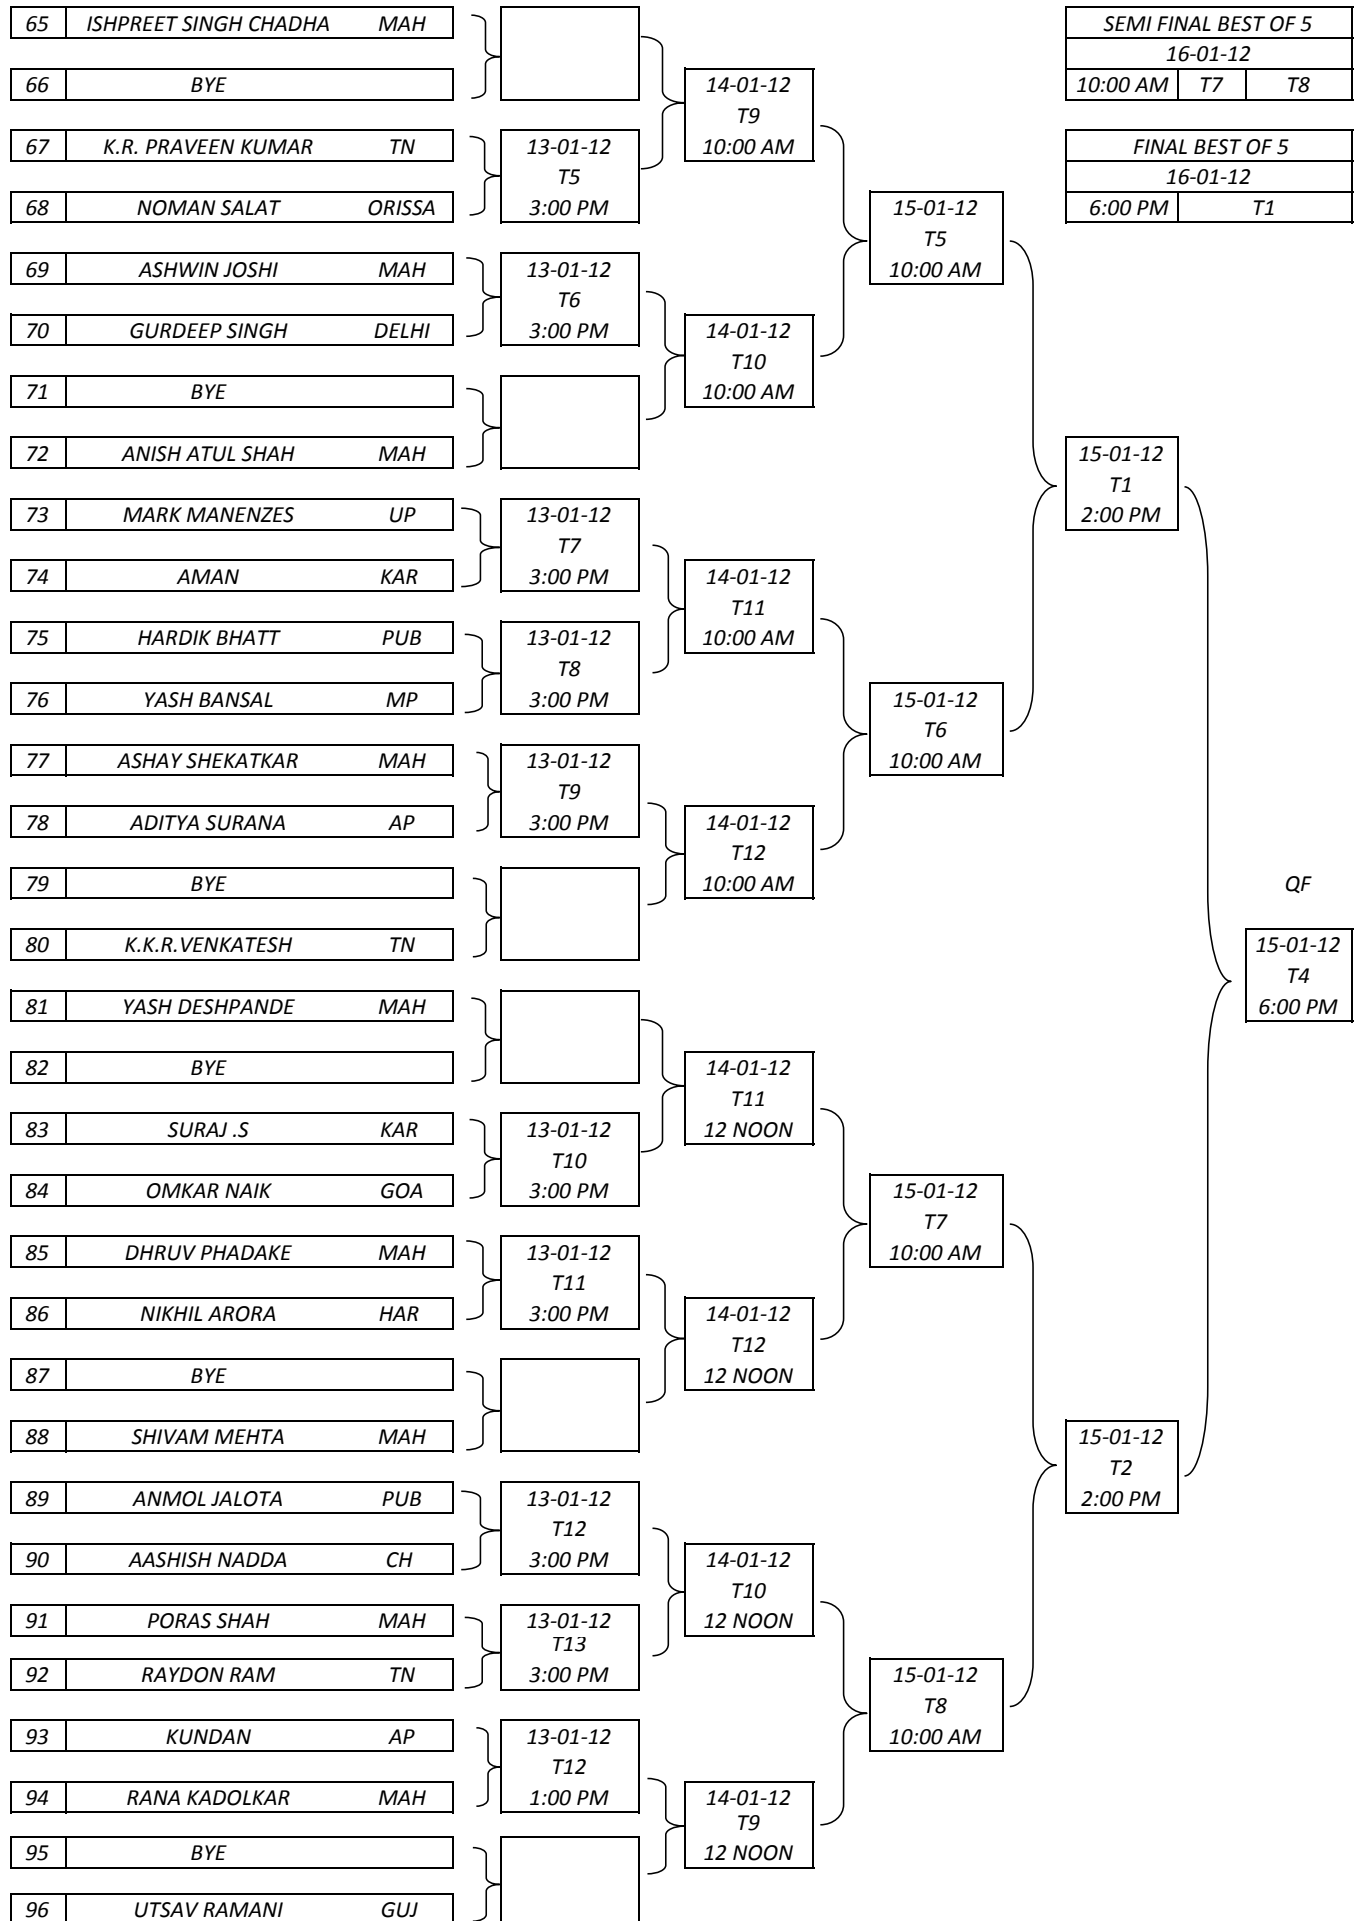 65 ISHPREET SINGH CHADHA MAH
SEMI FINAL BEST OF 5
16-01-12
66 BYE
14-01-12
10:00 AM T7 T8
T9
67 K.R. PRAVEEN KUMAR TN
13-01-12
10:00 AM
FINAL BEST OF 5
T5
16-01-12
68 NOMAN SALAT ORISSA
3:00 PM
15-01-12
6:00 PM T1
T5
69 ASHWIN JOSHI MAH
13-01-12
10:00 AM
T6
70 GURDEEP SINGH DELHI
3:00 PM
14-01-12
T10
71 BYE
10:00 AM
72 ANISH ATUL SHAH MAH
15-01-12
T1
73 MARK MANENZES UP
13-01-12
2:00 PM
T7
74 AMAN KAR
3:00 PM
14-01-12
T11
75 HARDIK BHATT PUB
13-01-12
10:00 AM
T8
76 YASH BANSAL MP
3:00 PM
15-01-12
T6
77 ASHAY SHEKATKAR MAH
13-01-12
10:00 AM
T9
78 ADITYA SURANA AP
3:00 PM
14-01-12
T12
79 BYE
10:00 AM
QF
80 K.K.R.VENKATESH TN
15-01-12
T4
81 YASH DESHPANDE MAH
6:00 PM
82 BYE
14-01-12
T11
83 SURAJ .S KAR
13-01-12
12 NOON
T10
84 OMKAR NAIK GOA
3:00 PM
15-01-12
T7
85 DHRUV PHADAKE MAH
13-01-12
10:00 AM
T11
86 NIKHIL ARORA HAR
3:00 PM
14-01-12
T12
87 BYE
12 NOON
88 SHIVAM MEHTA MAH
15-01-12
T2
89 ANMOL JALOTA PUB
13-01-12
2:00 PM
T12
90 AASHISH NADDA CH
3:00 PM
14-01-12
T10
91 PORAS SHAH MAH
13-01-12
12 NOON
T13
92 RAYDON RAM TN
3:00 PM
15-01-12
T8
93 KUNDAN AP
13-01-12
10:00 AM
T12
94 RANA KADOLKAR MAH
1:00 PM
14-01-12
T9
95 BYE
12 NOON
96 UTSAV RAMANI GUJ